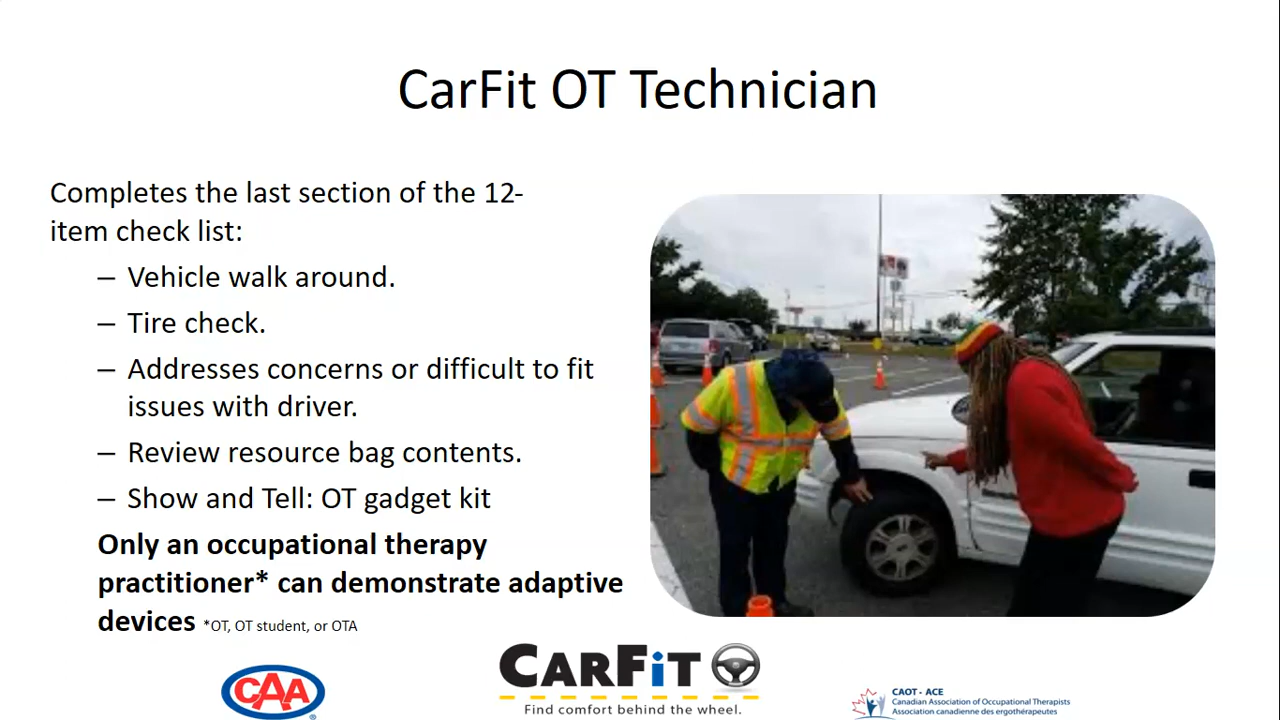 CarFit OT Technician
Completes the last section of the 12-
item check list:
– Vehicle walk around.
– Tire check.
– Addresses concerns or difficult to fit
issues with driver.
– Review resource bag contents.
– Show and Tell: OT gadget kit
Only an occupational therapy
practitioner* can demonstrate adaptive
devices *OT, OT student, or OTA
CAA
CARFiT
Find comfort behind the wheel.
CAOT · ACE
Canadian Association of Occupational Therapists
Association canadienne des ergothérapeutes